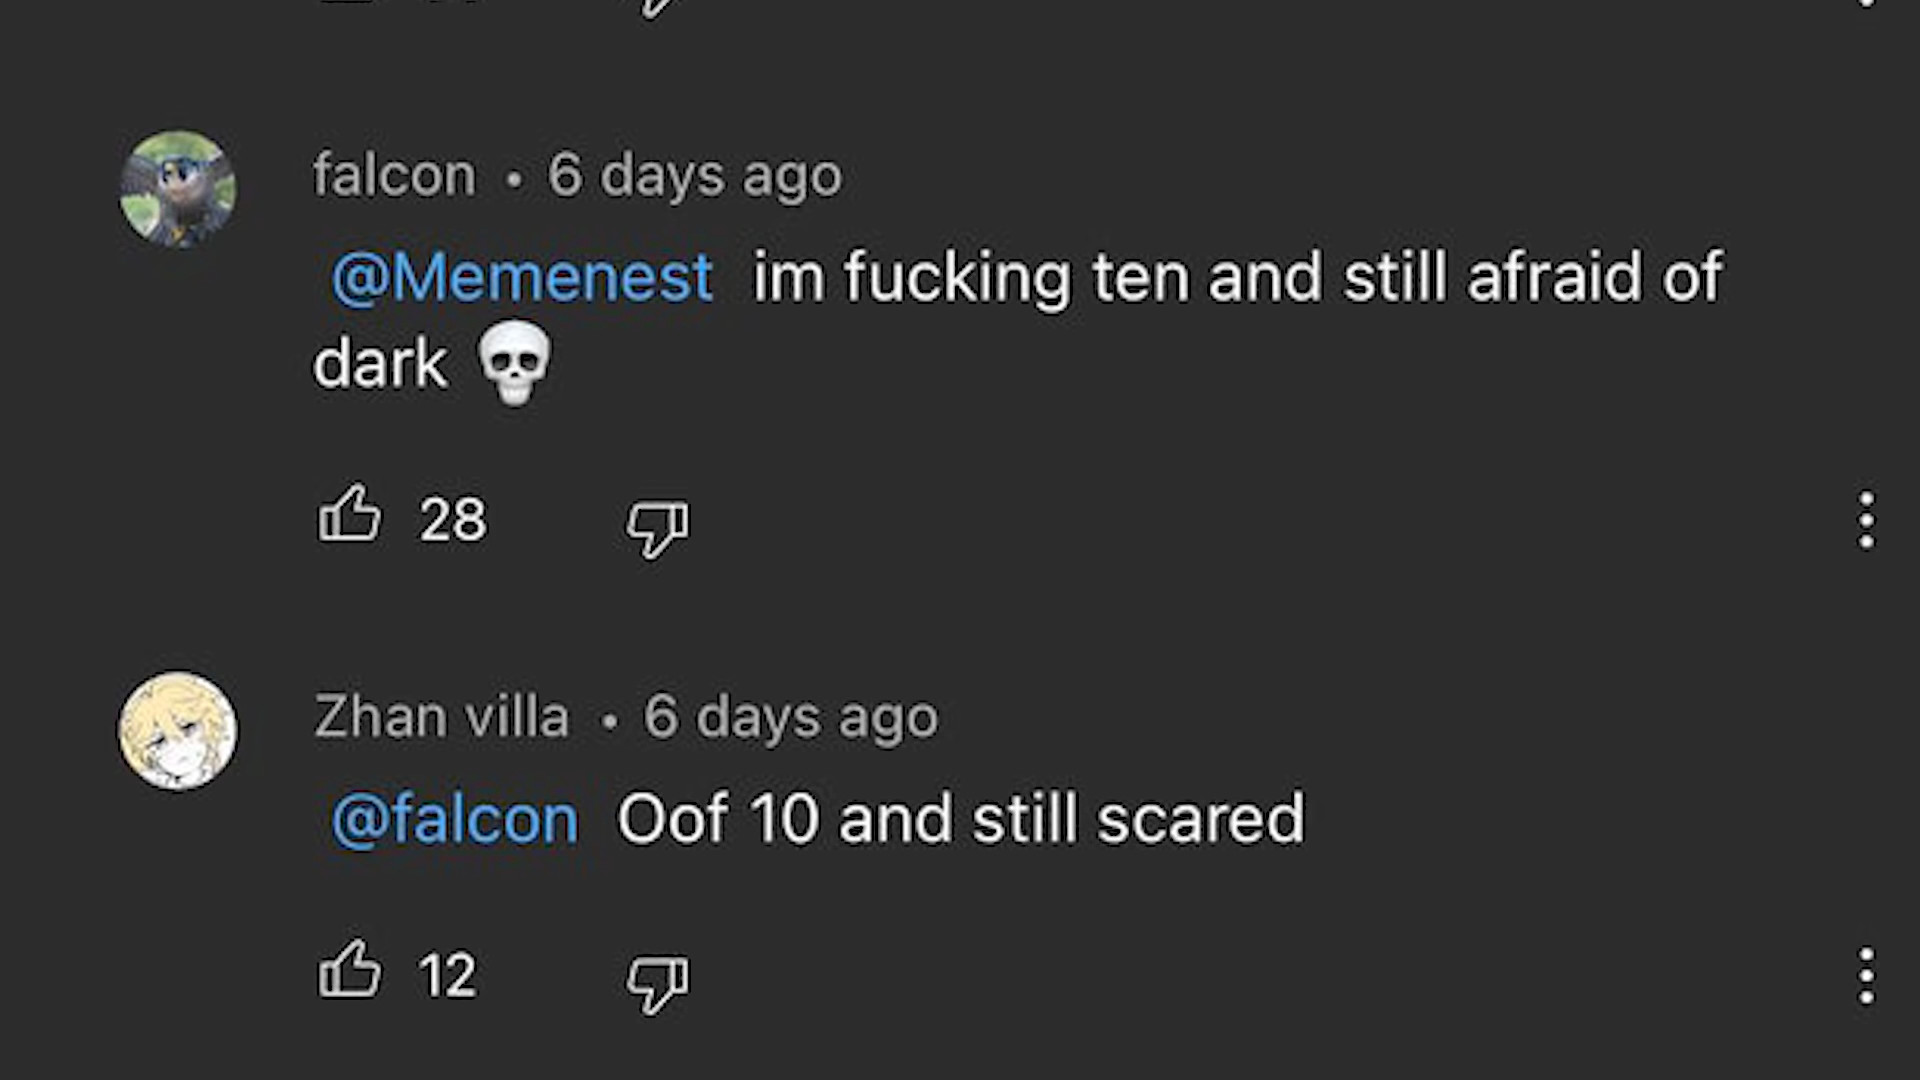 falcon • 6 days ago
@Memenest im fucking ten and still afraid of
dark 💀
28
Zhan villa • 6 days ago
@falcon Oof 10 and still scared
12